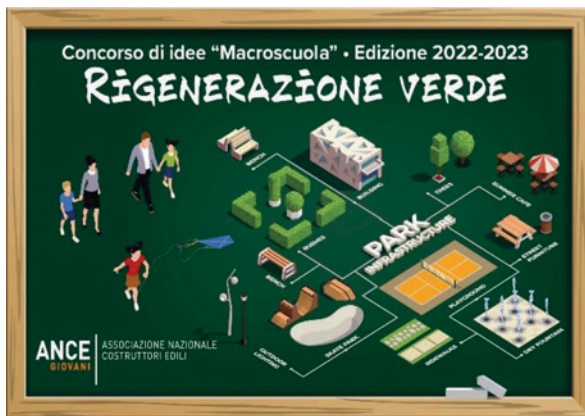 Concorso di idee “Macroscuola” • Edizione 2022-2023
RIGENERAZIONE VERDE
BENCH
BUILDING
TREES
SUMMER CAFE
BUSHES
PARK
INFRASTRUCTURE
STREET
FURNITURE
BENCH
PLAYGROUND
OUTDOOR
LIGHTING
SKATE PARK
SIDEWALKS
DRY FOUNTAIN
ANCE
GIOVANI
ASSOCIAZIONE NAZIONALE
COSTRUTTORI EDILI